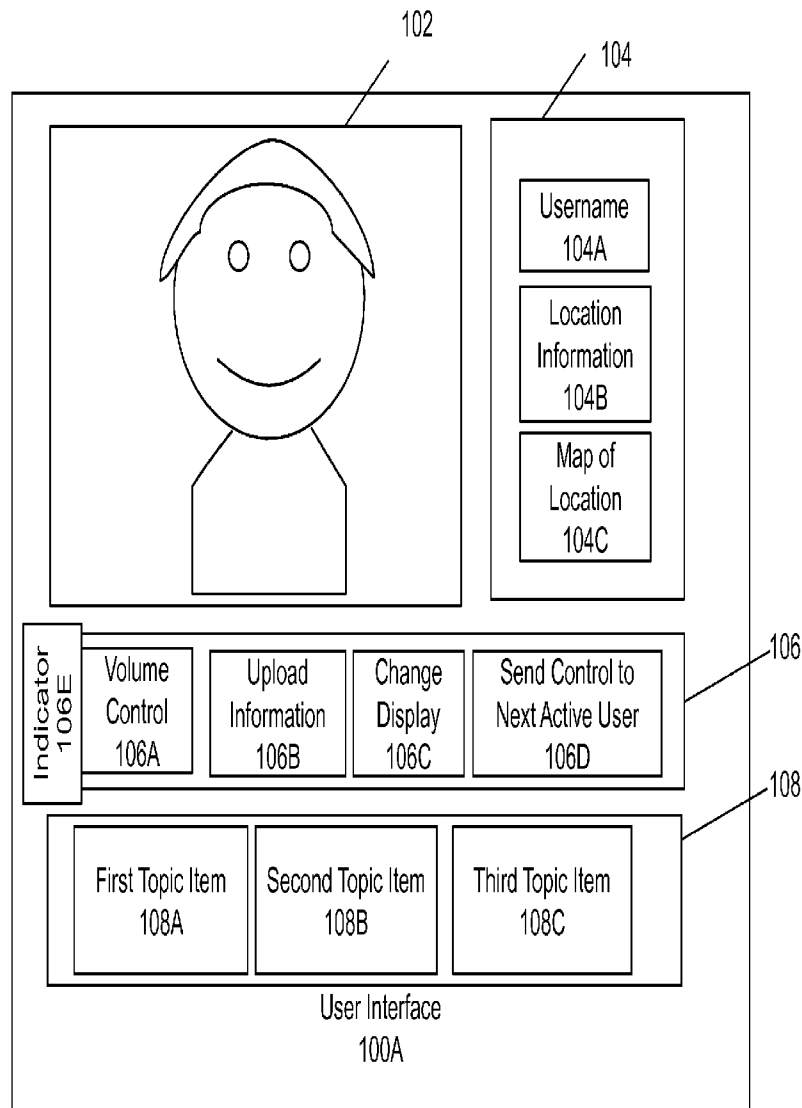 102
104
Username
104A
Location
Information
104B
Map of
Location
104C
Indicator
106E
Volume
Control
106A
Upload
Information
106B
Change
Display
106C
Send Control to
Next Active User
106D
106
108
First Topic Item
108A
Second Topic Item
108B
Third Topic Item
108C
User Interface
100A